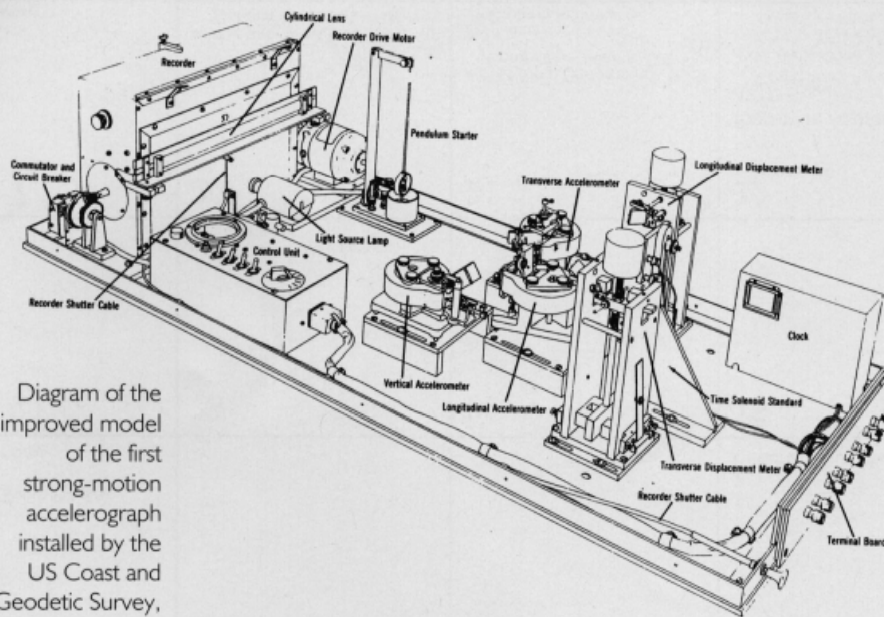 Cylindrical Lens
Recorder Drive Motor
Recorder
Pendulum Starter
Longitudinal Displacement Meter
Commutator and
Circuit Breaker
Transverse Accelerometer
Light Source Lamp
Control Unit
Recorder Shutter Cable
Clock
Vertical Accelerometer
Time Solenoid Standard
Longitudinal Accelerometer
Transverse Displacement Meter
Recorder Shutter Cable
Terminal Board
Diagram of the
improved model
of the first
strong-motion
accelerograph
installed by the
US Coast and
Geodetic Survey,